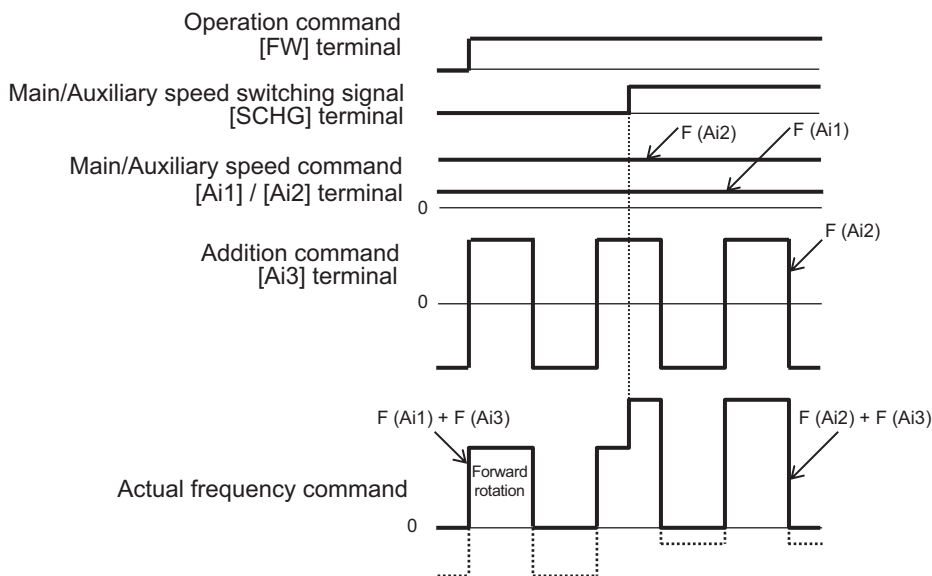 Operation command
[FW] terminal
Main/Auxiliary speed switching signal
[SCHG] terminal
F (Ai2)
F (Ai1)
Main/Auxiliary speed command
[Ai1] / [Ai2] terminal
0
F (Ai2)
Addition command
[Ai3] terminal
0
F (Ai1) + F (Ai3)
F (Ai2) + F (Ai3)
Forward
rotation
Actual frequency command
0